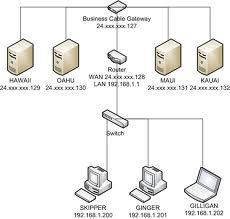 Business Cable Gateway
24.xxx.xxx.127
HAWAII
24.xxx.xxx.129
OAHU
24.xxx.xxx.130
Router
WAN 24.xxx.xxx.128
LAN 192.168.1.1
MAUI
24.xxx.xxx.131
KAUAI
24.xxx.xxx.132
Switch
SKIPPER
192.168.1.200
GINGER
192.168.1.201
GILLIGAN
192.168.1.202